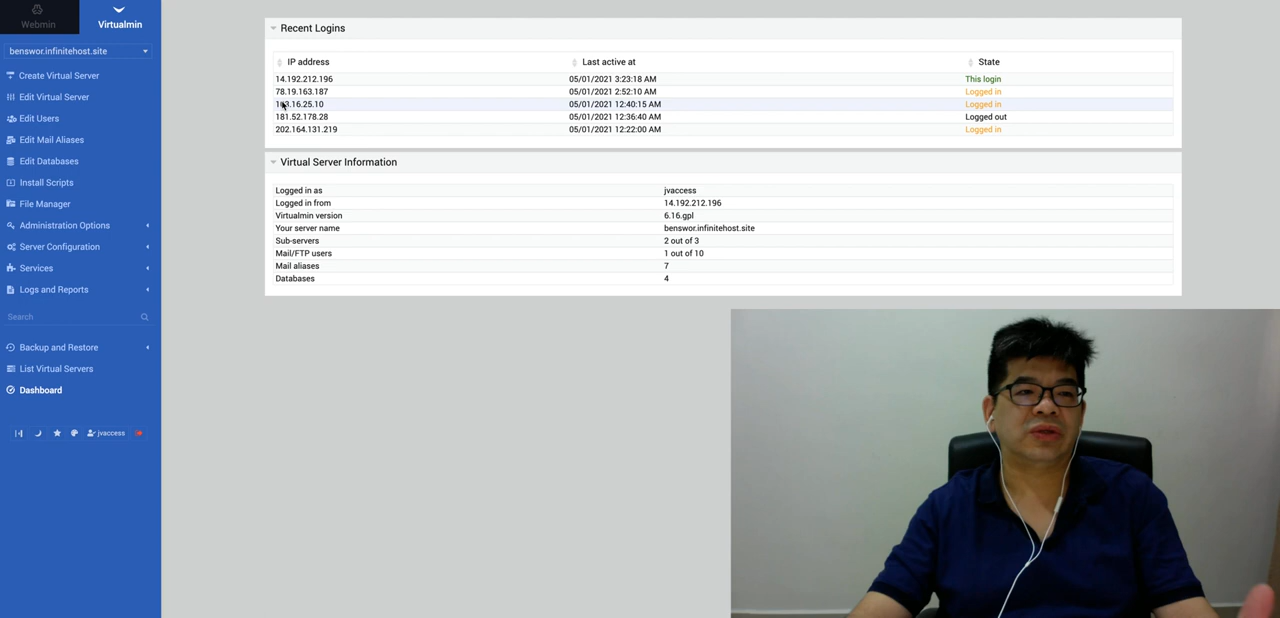 Webmin
Virtualmin
benswor.infinitehost.site
Create Virtual Server
Edit Virtual Server
Edit Users
Edit Mail Aliases
Edit Databases
Install Scripts
File Manager
Administration Options
Server Configuration
Services
Logs and Reports
Search
Backup and Restore
List Virtual Servers
Dashboard
jvaccess
Recent Logins
IP address Last active at State
14.192.212.196 05/01/2021 3:23:18 AM This login
78.19.163.187 05/01/2021 2:52:10 AM Logged in
05/01/2021 12:40:15 AM Logged in
181.52.178.28 05/01/2021 12:36:40 AM Logged out
202.164.131.219 05/01/2021 12:22:00 AM Logged in
Virtual Server Information
Logged in as jvaccess
Logged in from 14.192.212.196
Virtualmin version 6.16.gpl
Your server name benswor.infinitehost.site
Sub-servers 2 out of 3
Mail/FTP users 1 out of 10
Mail aliases 7
Databases 4